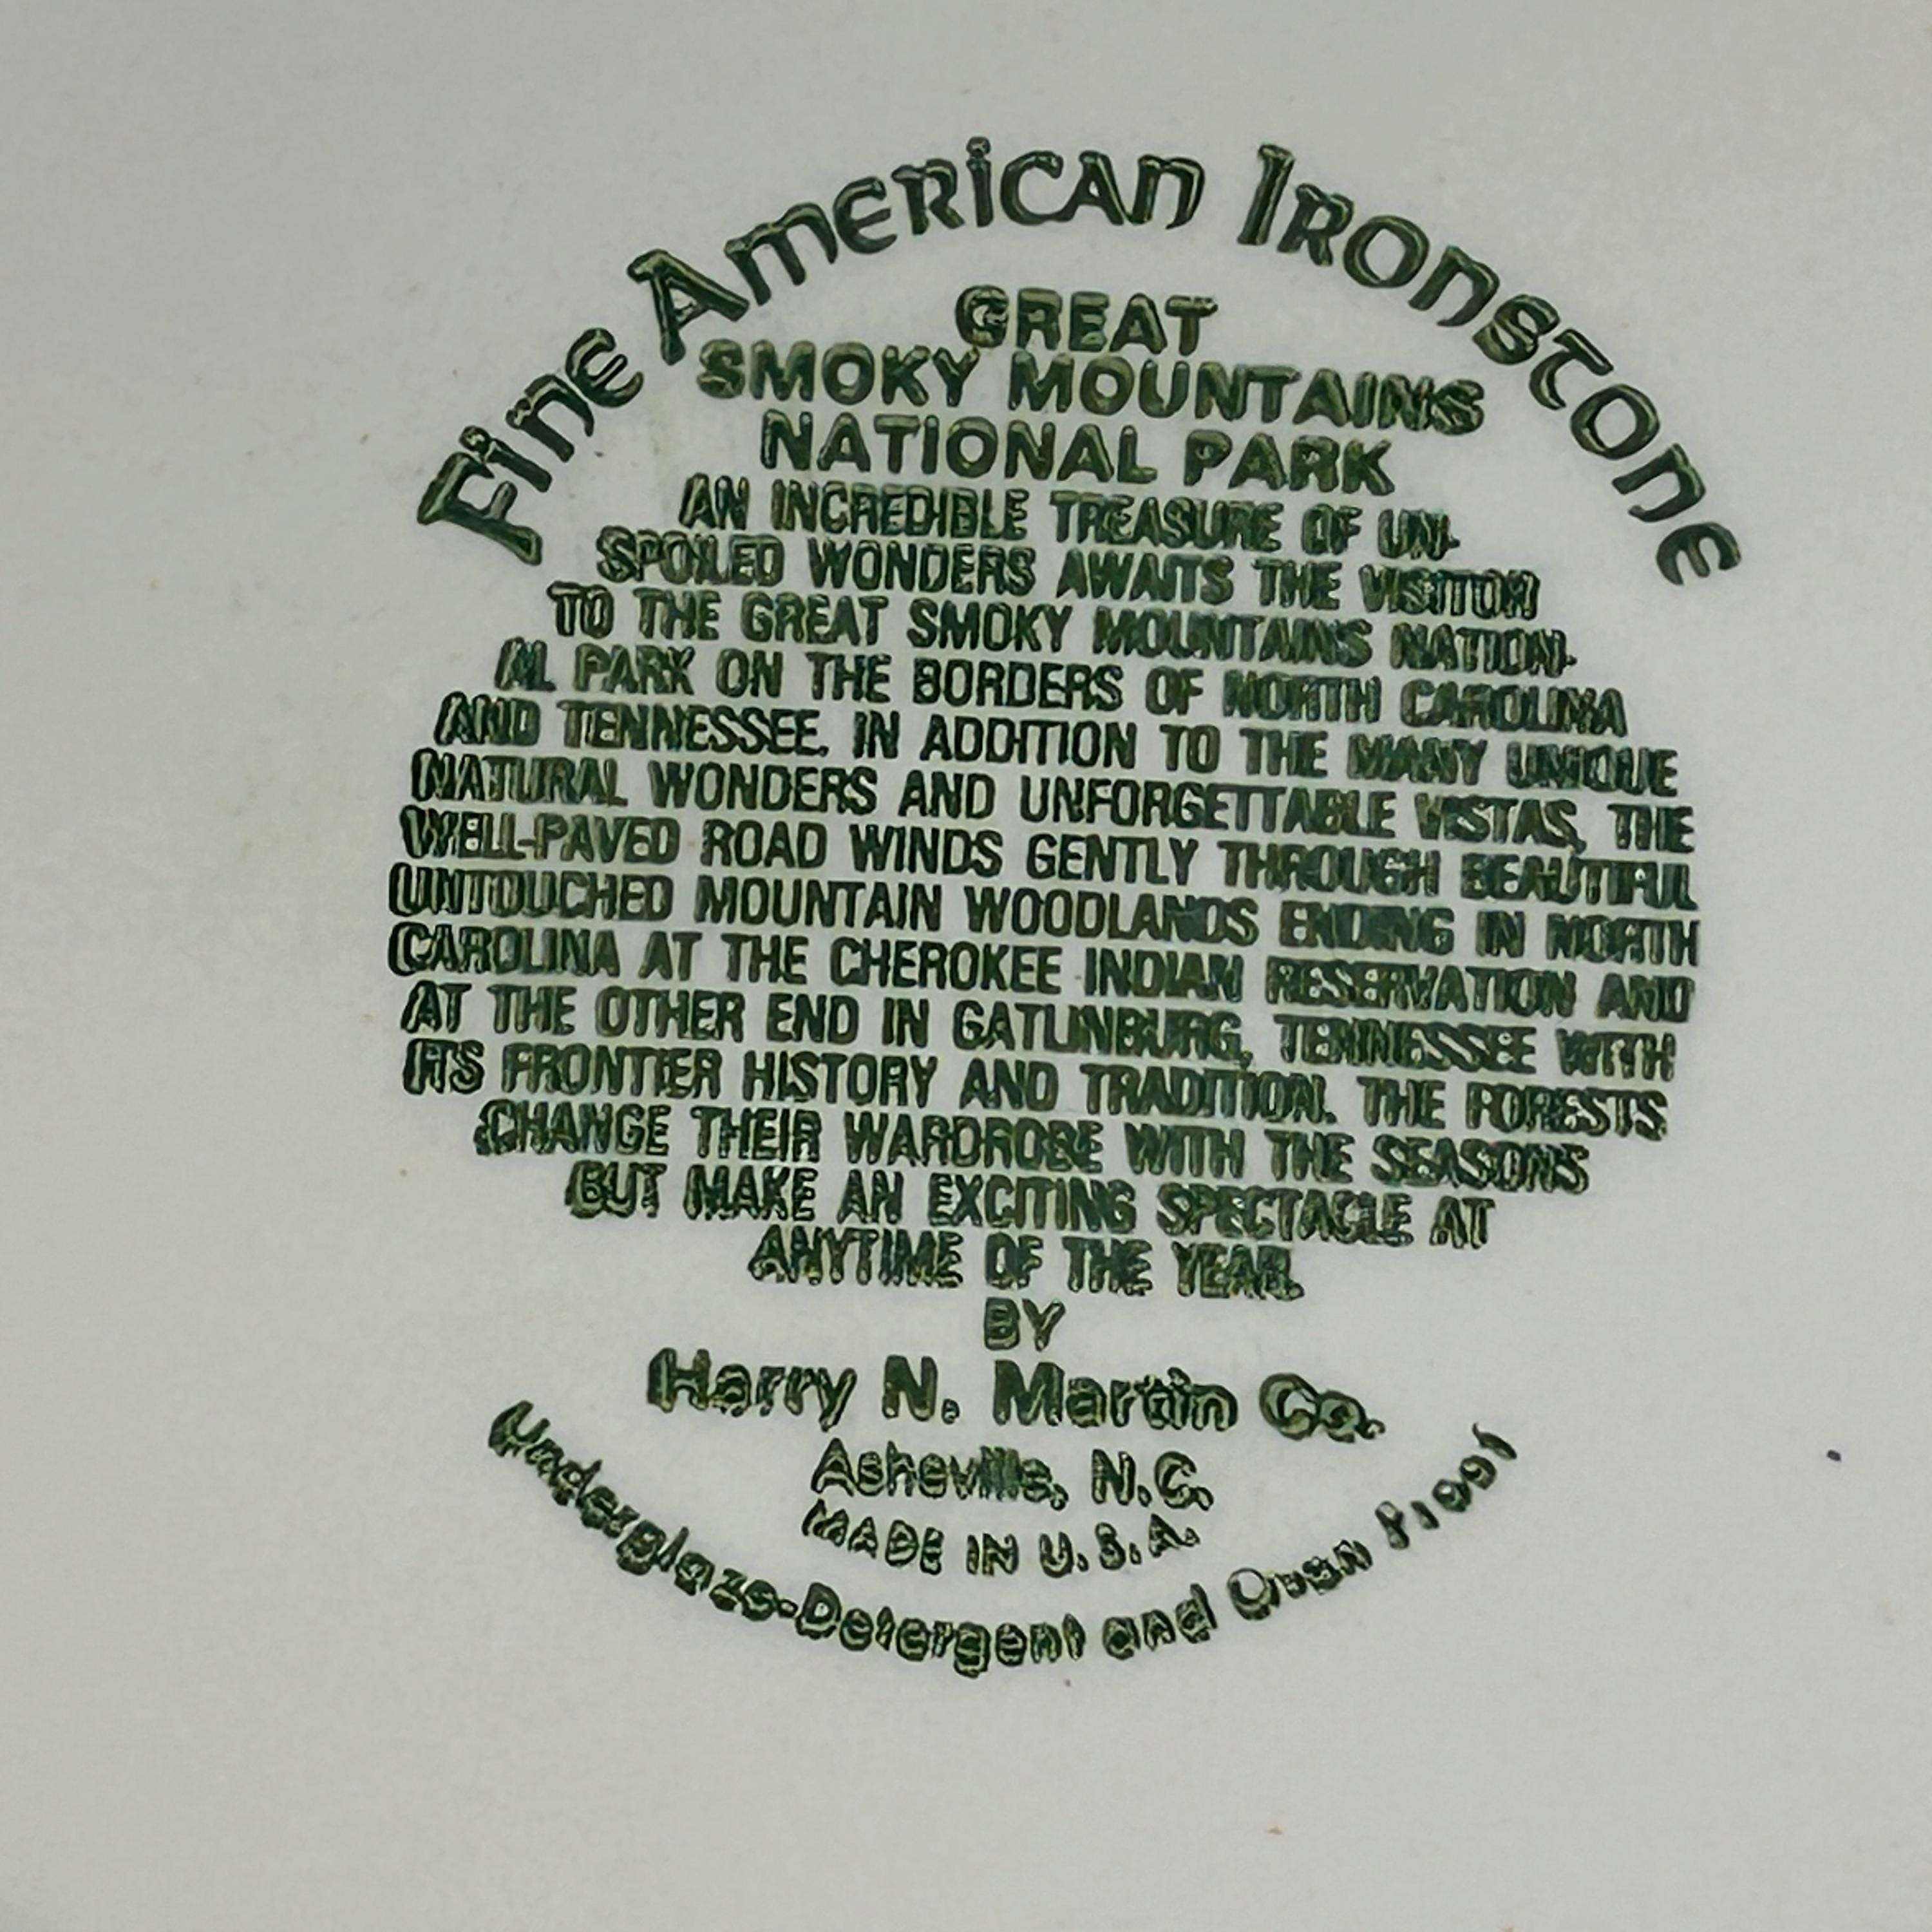 Fine American Ironstone
GREAT
SMOKY MOUNTAINS
NATIONAL PARK
AN INCREDIBLE TREASURE OF UN-
SPOILED WONDERS AWAITS THE VISITOR
TO THE GREAT SMOKY MOUNTAINS NATION-
AL PARK ON THE BORDERS OF NORTH CAROLINA
AND TENNESSEE. IN ADDITION TO THE MANY UNIQUE
NATURAL WONDERS AND UNFORGETTABLE VISTAS, THE
WELL-PAVED ROAD WINDS GENTLY THROUGH BEAUTIFUL
UNTOUCHED MOUNTAIN WOODLANDS ENDING IN NORTH
CAROLINA AT THE CHEROKEE INDIAN RESERVATION AND
AT THE OTHER END IN GATLINBURG, TENNESSEE WITH
ITS FRONTIER HISTORY AND TRADITION. THE FORESTS
CHANGE THEIR WARDROBE WITH THE SEASONS
BUT MAKE AN EXCITING SPECTACLE AT
ANYTIME OF THE YEAR.
BY
Harry N. Martin Co.
Asheville, N.C.
MADE IN U.S.A.
Underglaze-Detergent and Oven Proof